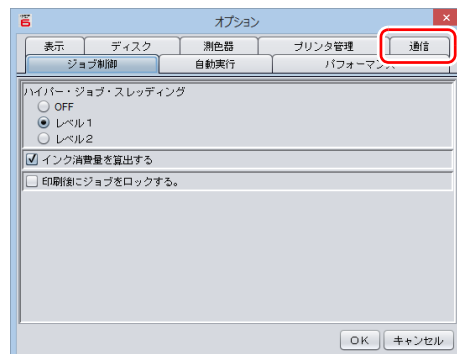 オプション
表示 ディスク 測色器 プリンタ管理 通信
ジョブ制御 自動実行 パフォーマンス
ハイパー・ジョブ・スレッディング
OFF
レベル1
レベル2
インク消費量を算出する
印刷後にジョブをロックする。
OK キャンセル